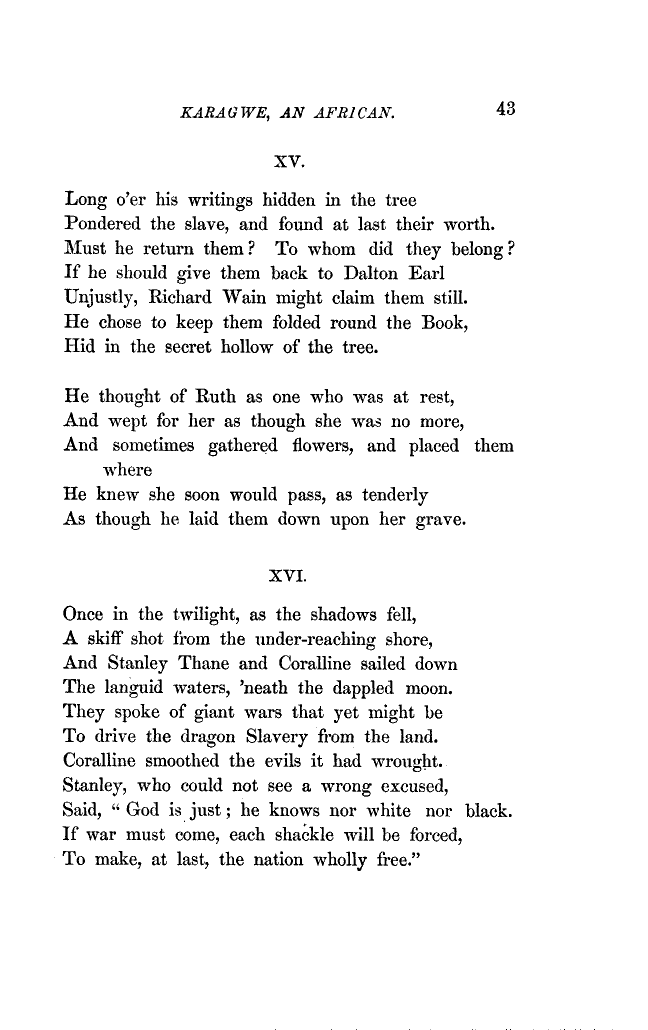 KARAGWE, AN AFRICAN. 43
XV.
Long o'er his writings hidden in the tree
Pondered the slave, and found at last their worth.
Must he return them? To whom did they belong?
If he should give them back to Dalton Earl
Unjustly, Richard Wain might claim them still.
He chose to keep them folded round the Book,
Hid in the secret hollow of the tree.
He thought of Ruth as one who was at rest,
And wept for her as though she was no more,
And sometimes gathered flowers, and placed them
where
He knew she soon would pass, as tenderly
As though he laid them down upon her grave.
XVI.
Once in the twilight, as the shadows fell,
A skiff shot from the under-reaching shore,
And Stanley Thane and Coralline sailed down
The languid waters, 'neath the dappled moon.
They spoke of giant wars that yet might be
To drive the dragon Slavery from the land.
Coralline smoothed the evils it had wrought.
Stanley, who could not see a wrong excused,
Said, “ God is just; he knows nor white nor black.
If war must come, each shackle will be forced,
To make, at last, the nation wholly free.”